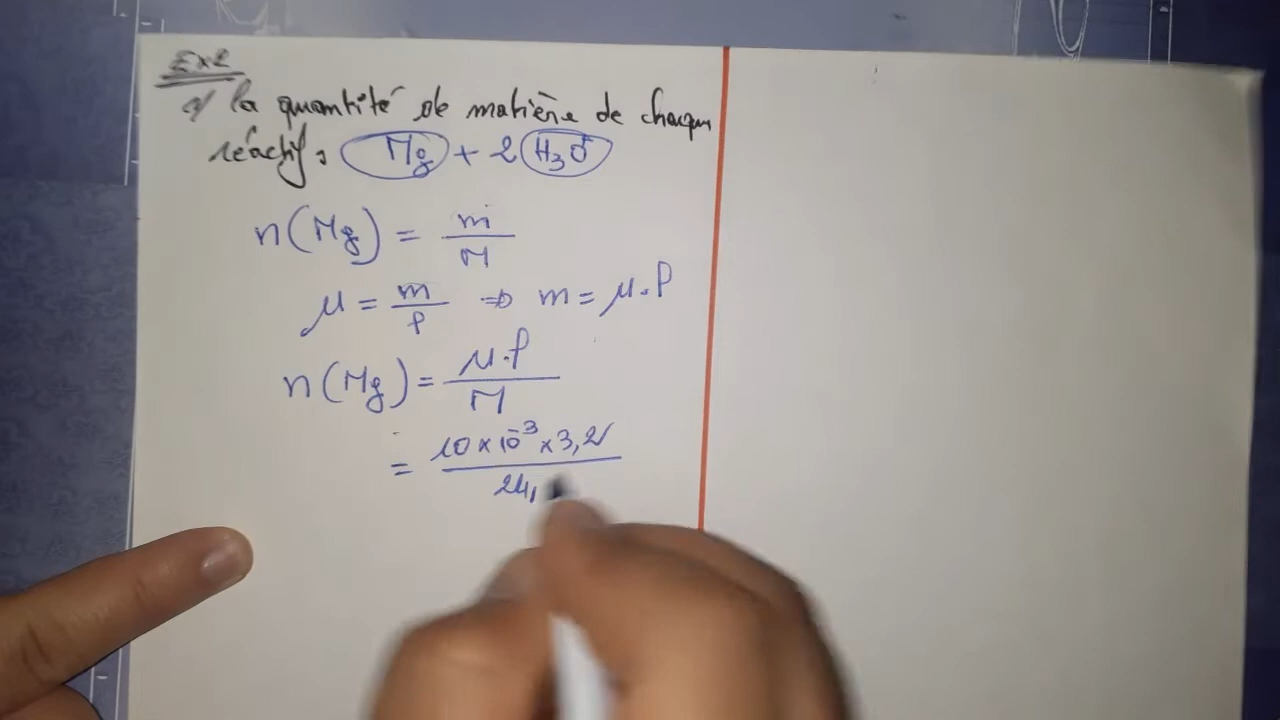 Ex2
1/ la quantité de matière de chaque
réactif : Mg + 2 H3O+
n(Mg) = m/M
μ = m/ℓ ⇒ m = μ.ℓ
n(Mg) = μ.ℓ/M
= 10 × 10^-3 × 3,2/24,